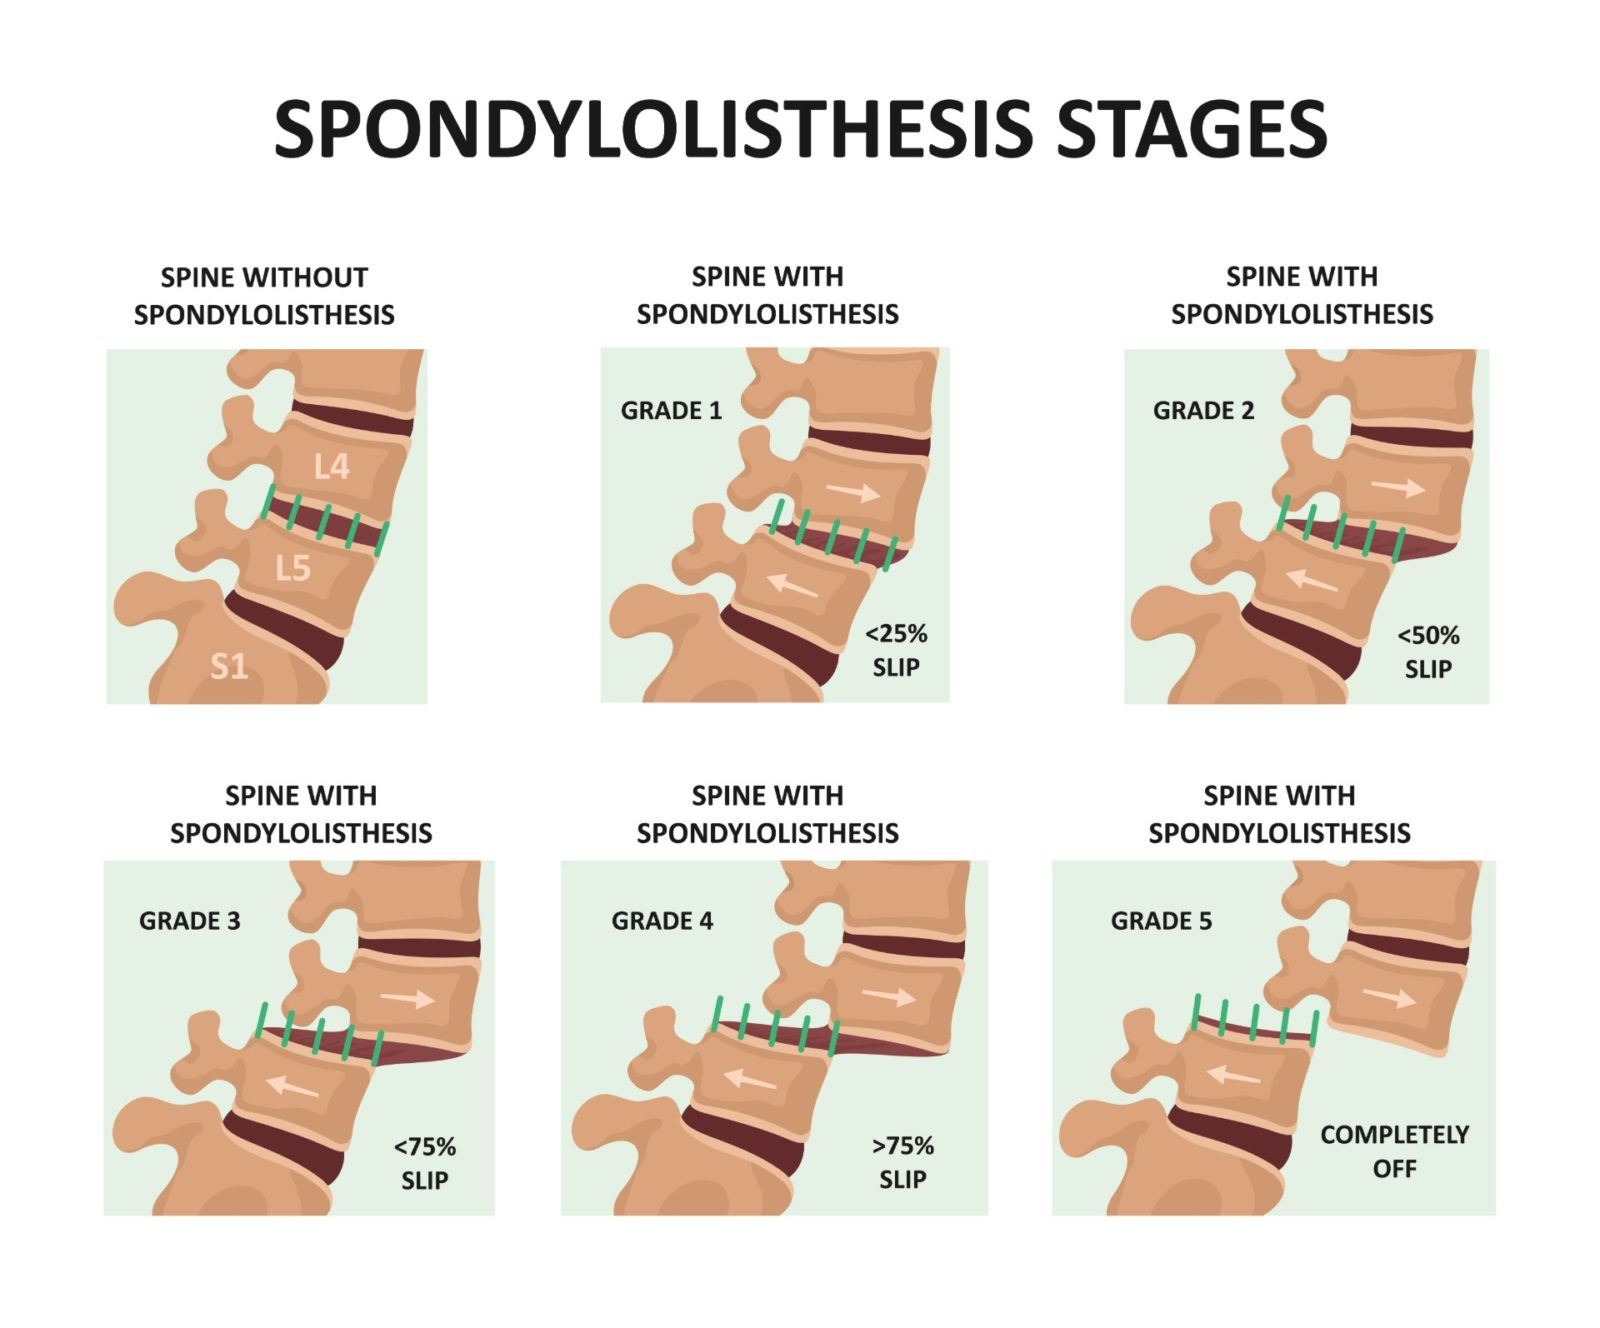 SPONDYLOLISTHESIS STAGES
SPINE WITHOUT
SPONDYLOLISTHESIS
L4
L5
S1
SPINE WITH
SPONDYLOLISTHESIS
GRADE 1
<25%
SLIP
SPINE WITH
SPONDYLOLISTHESIS
GRADE 2
<50%
SLIP
SPINE WITH
SPONDYLOLISTHESIS
GRADE 3
<75%
SLIP
SPINE WITH
SPONDYLOLISTHESIS
GRADE 4
>75%
SLIP
SPINE WITH
SPONDYLOLISTHESIS
GRADE 5
COMPLETELY
OFF